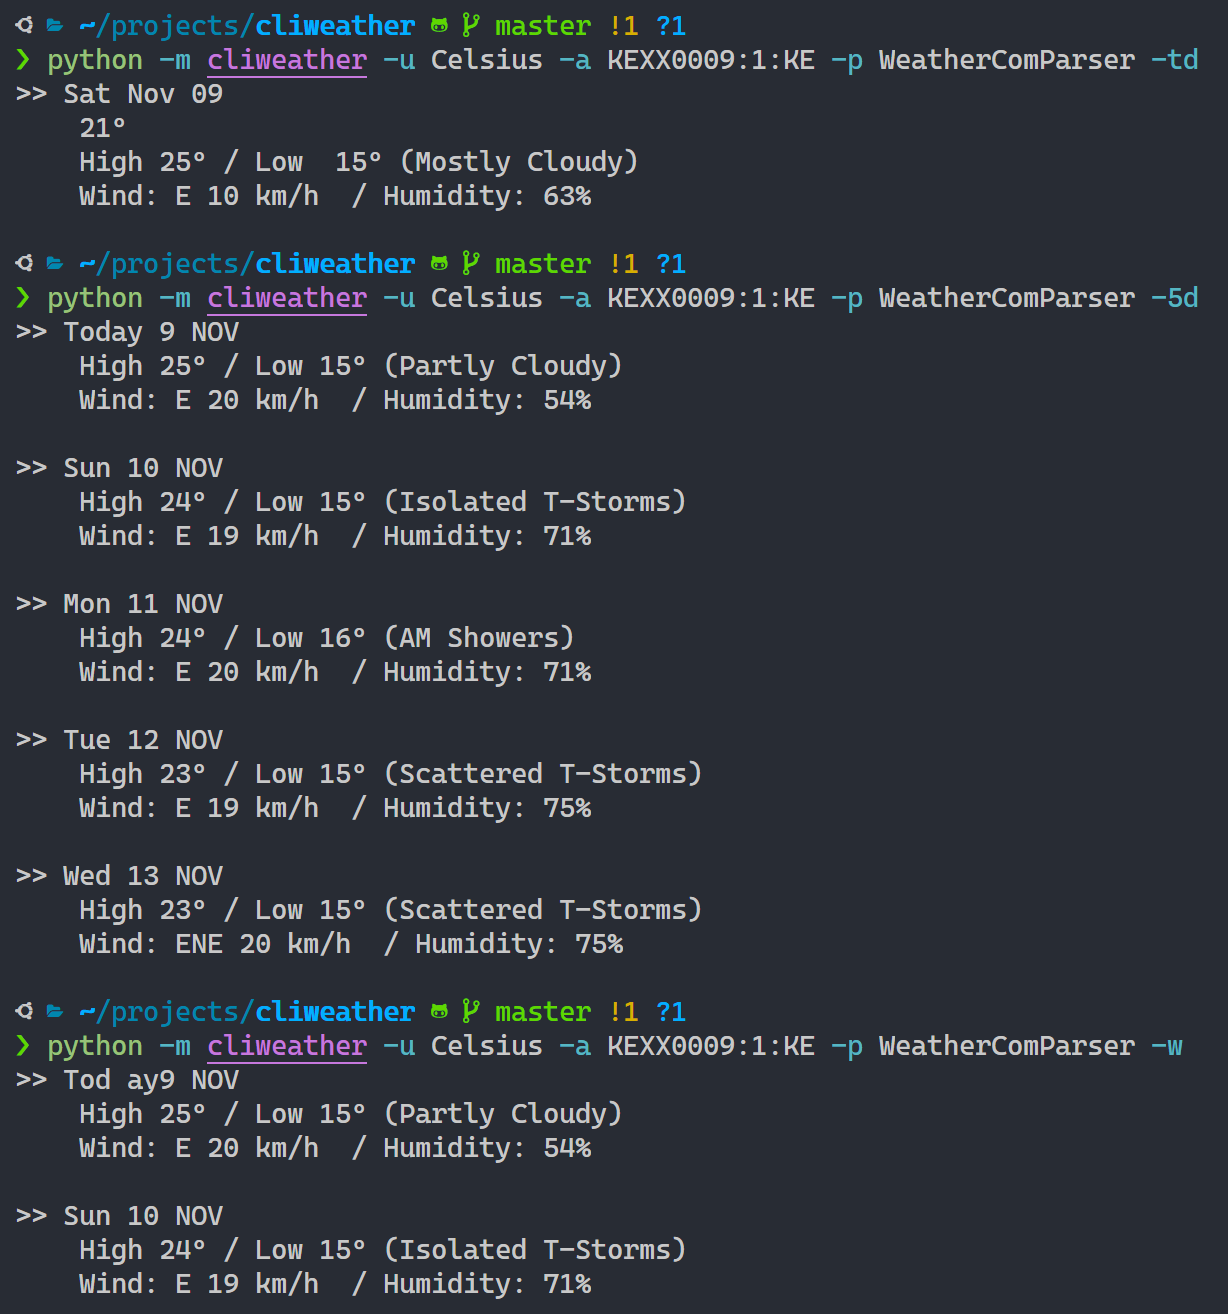 ~/projects/cliweather master !1 ?1
❯ python -m cliweather -u Celsius -a KEXX0009:1:KE -p WeatherComParser -td
>> Sat Nov 09
21°
High 25° / Low  15° (Mostly Cloudy)
Wind: E 10 km/h  / Humidity: 63%
~/projects/cliweather master !1 ?1
❯ python -m cliweather -u Celsius -a KEXX0009:1:KE -p WeatherComParser -5d
>> Today 9 NOV
High 25° / Low 15° (Partly Cloudy)
Wind: E 20 km/h  / Humidity: 54%
>> Sun 10 NOV
High 24° / Low 15° (Isolated T-Storms)
Wind: E 19 km/h  / Humidity: 71%
>> Mon 11 NOV
High 24° / Low 16° (AM Showers)
Wind: E 20 km/h  / Humidity: 71%
>> Tue 12 NOV
High 23° / Low 15° (Scattered T-Storms)
Wind: E 19 km/h  / Humidity: 75%
>> Wed 13 NOV
High 23° / Low 15° (Scattered T-Storms)
Wind: ENE 20 km/h  / Humidity: 75%
~/projects/cliweather master !1 ?1
❯ python -m cliweather -u Celsius -a KEXX0009:1:KE -p WeatherComParser -w
>> Tod ay9 NOV
High 25° / Low 15° (Partly Cloudy)
Wind: E 20 km/h  / Humidity: 54%
>> Sun 10 NOV
High 24° / Low 15° (Isolated T-Storms)
Wind: E 19 km/h  / Humidity: 71%